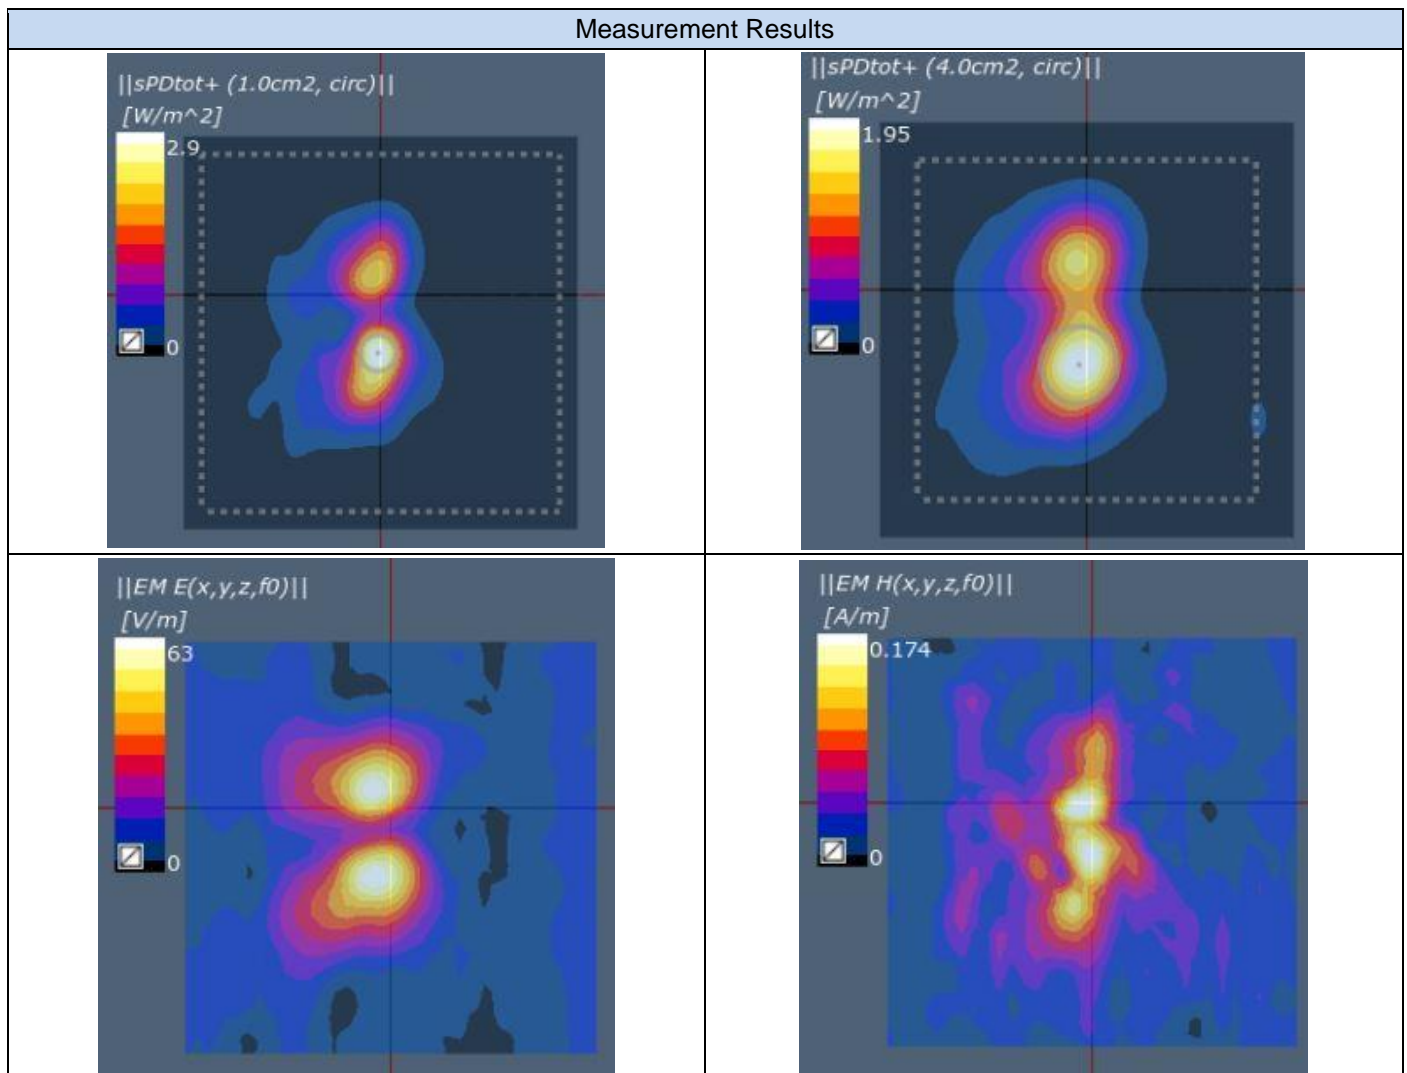 Measurement Results
||sPDtot+ (1.0cm2, circ)||
[W/m^2]
2.9
0
||sPDtot+ (4.0cm2, circ)||
[W/m^2]
1.95
0
||EM E(x,y,z,f0)||
[V/m]
63
0
||EM H(x,y,z,f0)||
[A/m]
0.174
0